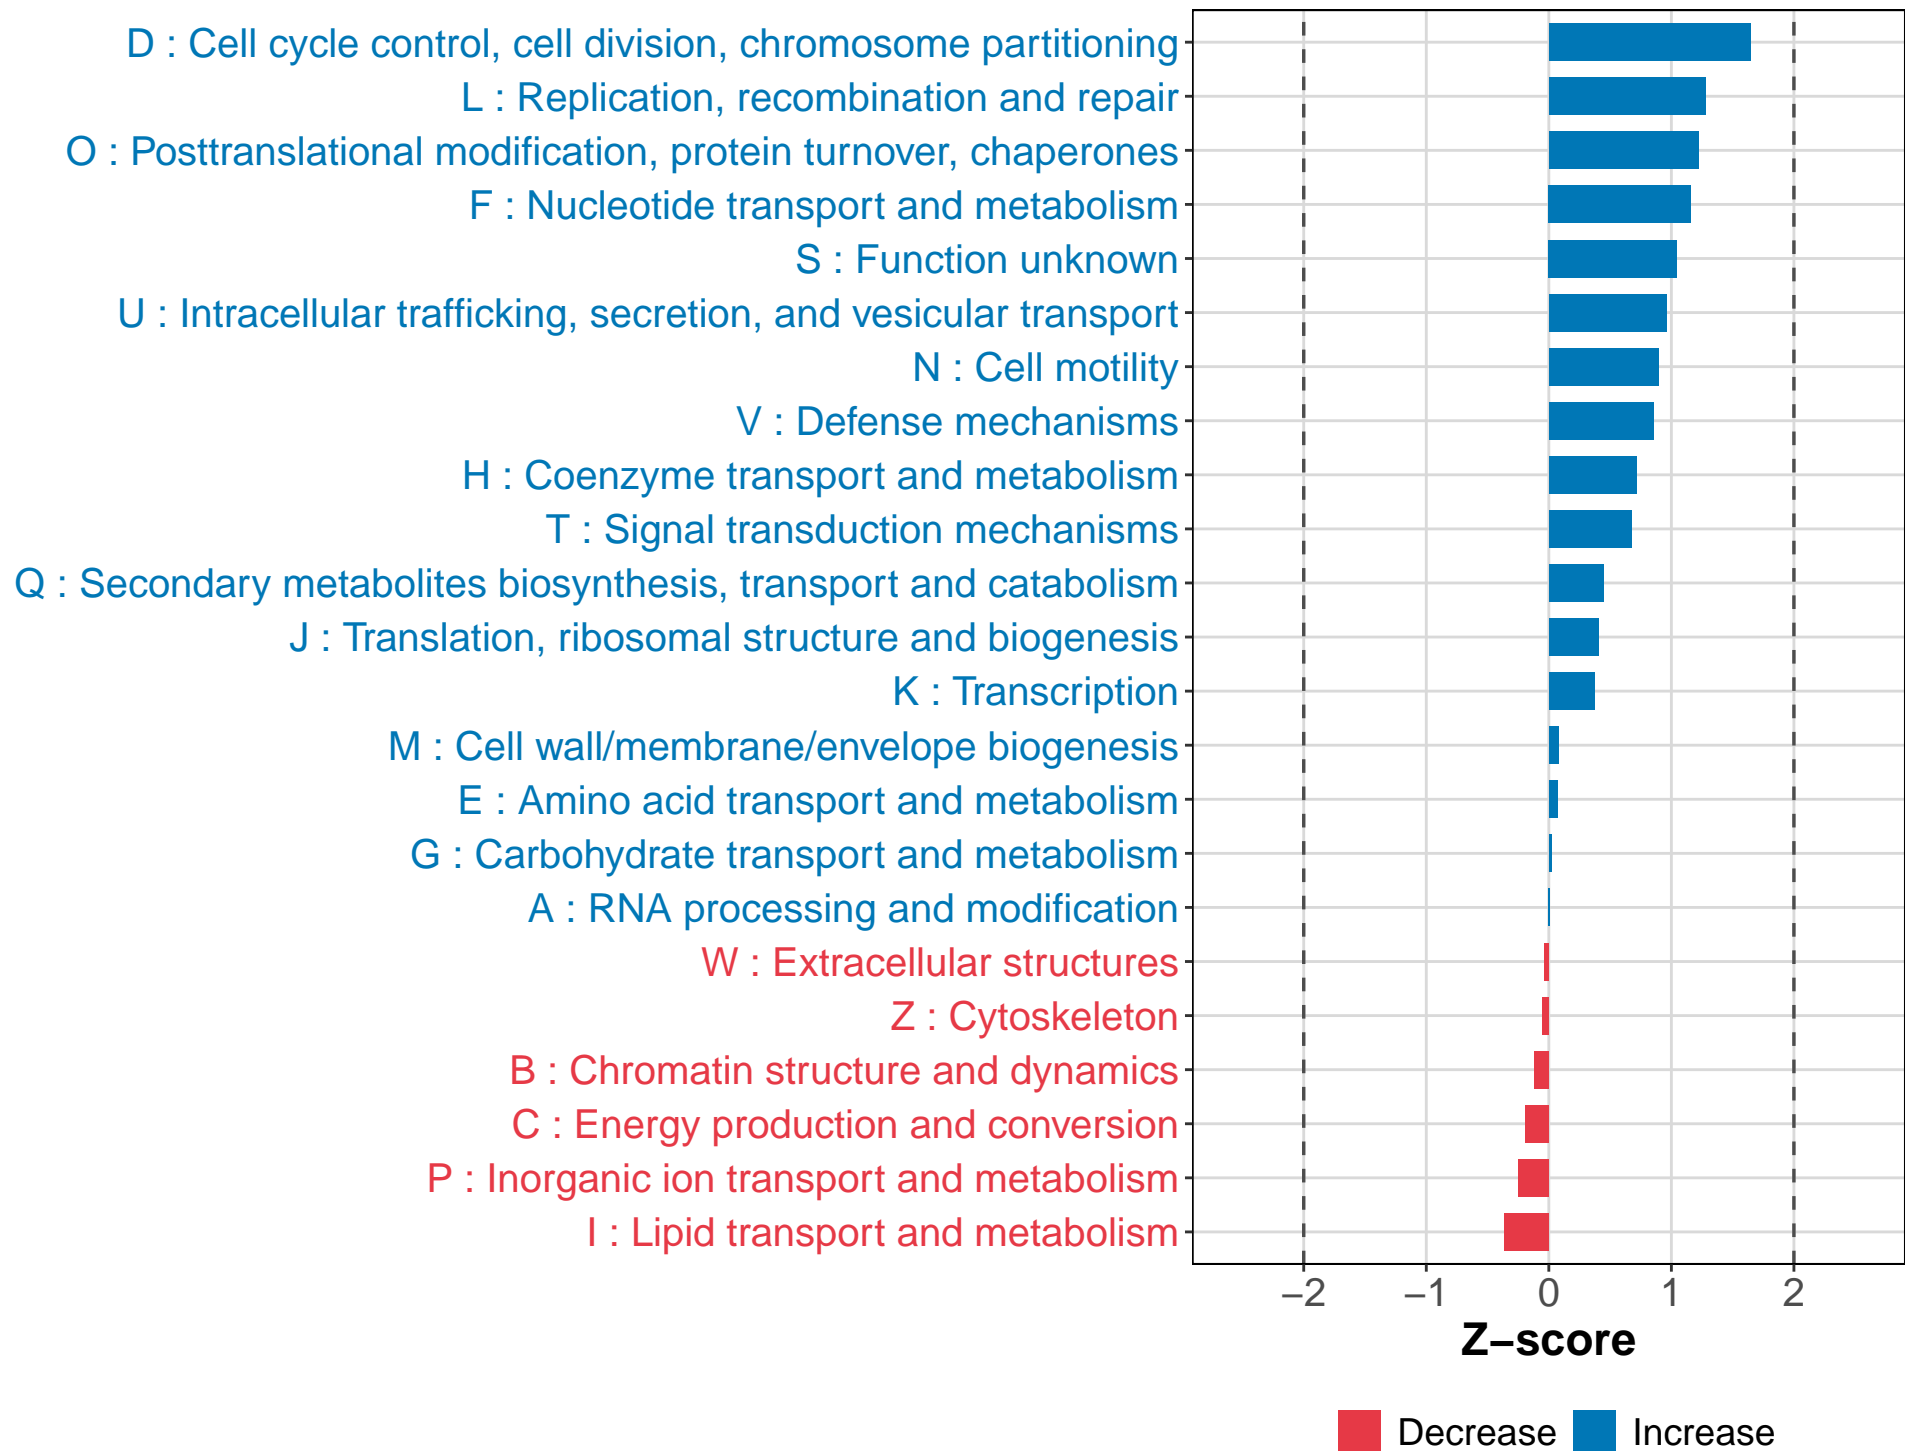 D : Cell cycle control, cell division, chromosome partitioning
L : Replication, recombination and repair
O : Posttranslational modification, protein turnover, chaperones
F : Nucleotide transport and metabolism
S : Function unknown
U : Intracellular trafficking, secretion, and vesicular transport
N : Cell motility
V : Defense mechanisms
H : Coenzyme transport and metabolism
T : Signal transduction mechanisms
Q : Secondary metabolites biosynthesis, transport and catabolism
J : Translation, ribosomal structure and biogenesis
K : Transcription
M : Cell wall/membrane/envelope biogenesis
E : Amino acid transport and metabolism
G : Carbohydrate transport and metabolism
A : RNA processing and modification
W : Extracellular structures
Z : Cytoskeleton
B : Chromatin structure and dynamics
C : Energy production and conversion
P : Inorganic ion transport and metabolism
I : Lipid transport and metabolism
−2 −1 0 1 2
Z−score
Decrease Increase